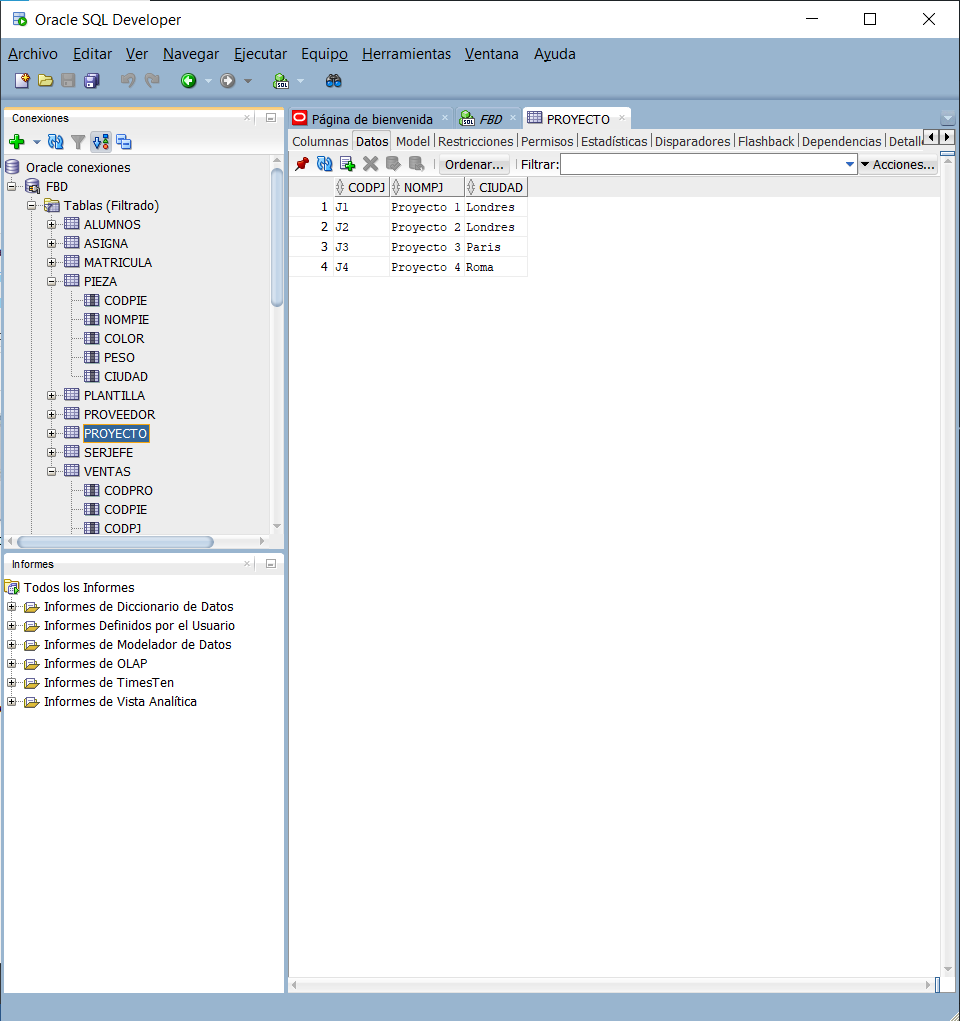 Oracle SQL Developer
Archivo Editar Ver Navegar Ejecutar Equipo Herramientas Ventana Ayuda
Conexiones
Oracle conexiones
FBD
Tablas (Filtrado)
ALUMNOS
ASIGNA
MATRICULA
PIEZA
CODPIE
NOMPIE
COLOR
PESO
CIUDAD
PLANTILLA
PROVEEDOR
PROYECTO
SERJEFE
VENTAS
CODPRO
CODPIE
CODPJ
Informes
Todos los Informes
Informes de Diccionario de Datos
Informes Definidos por el Usuario
Informes de Modelador de Datos
Informes de OLAP
Informes de TimesTen
Informes de Vista Analítica
Página de bienvenida FBD PROYECTO
Columnas Datos Model Restricciones Permisos Estadísticas Disparadores Flashback Dependencias Detall
Ordenar... Filtrar: Acciones...
CODPJ NOMPJ CIUDAD
1 J1 Proyecto 1 Londres
2 J2 Proyecto 2 Londres
3 J3 Proyecto 3 Paris
4 J4 Proyecto 4 Roma